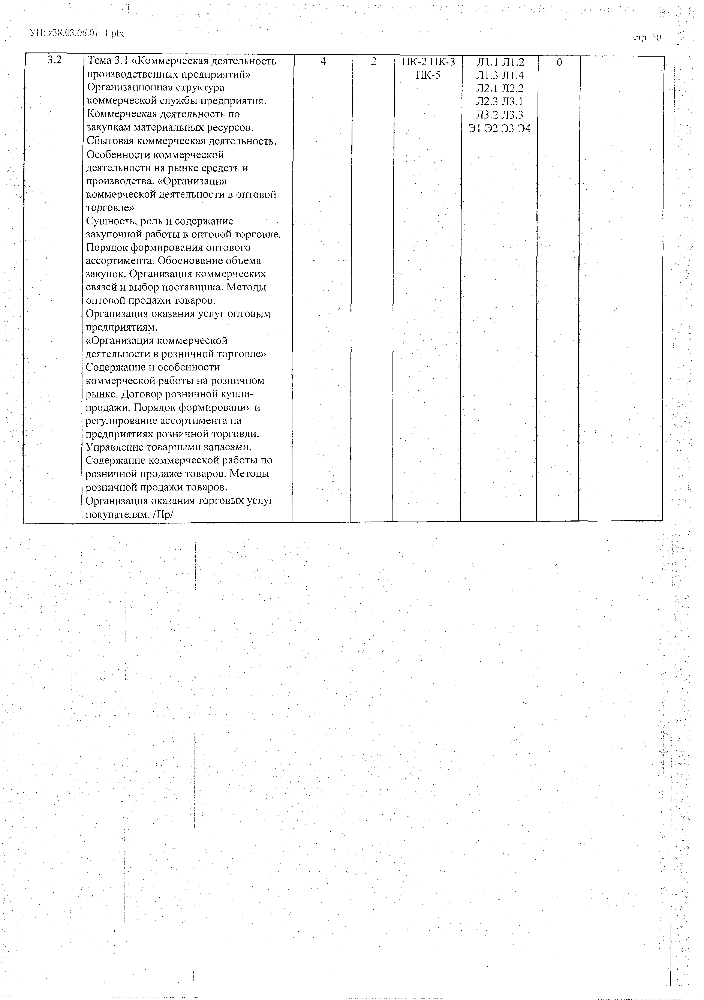 УП: z38.03.06.01_1.plx
стр. 10
3.2
Тема 3.1 «Коммерческая деятельность
производственных предприятий»
Организационная структура
коммерческой службы предприятия.
Коммерческая деятельность по
закупкам материальных ресурсов.
Сбытовая коммерческая деятельность.
Особенности коммерческой
деятельности на рынке средств и
производства. «Организация
коммерческой деятельности в оптовой
торговле»
Сущность, роль и содержание
закупочной работы в оптовой торговле.
Порядок формирования оптового
ассортимента. Обоснование объема
закупок. Организация коммерческих
связей и выбор поставщика. Методы
оптовой продажи товаров.
Организация оказания услуг оптовым
предприятиям.
«Организация коммерческой
деятельности в розничной торговле»
Содержание и особенности
коммерческой работы на розничном
рынке. Договор розничной купли-
продажи. Порядок формирования и
регулирование ассортимента на
предприятиях розничной торговли.
Управление товарными запасами.
Содержание коммерческой работы по
розничной продаже товаров. Методы
розничной продажи товаров.
Организация оказания торговых услуг
покупателям. /Пр/
4
2
ПК-2 ПК-3
ПК-5
Л1.1 Л1.2
Л1.3 Л1.4
Л2.1 Л2.2
Л2.3 Л3.1
Л3.2 Л3.3
Э1 Э2 Э3 Э4
0